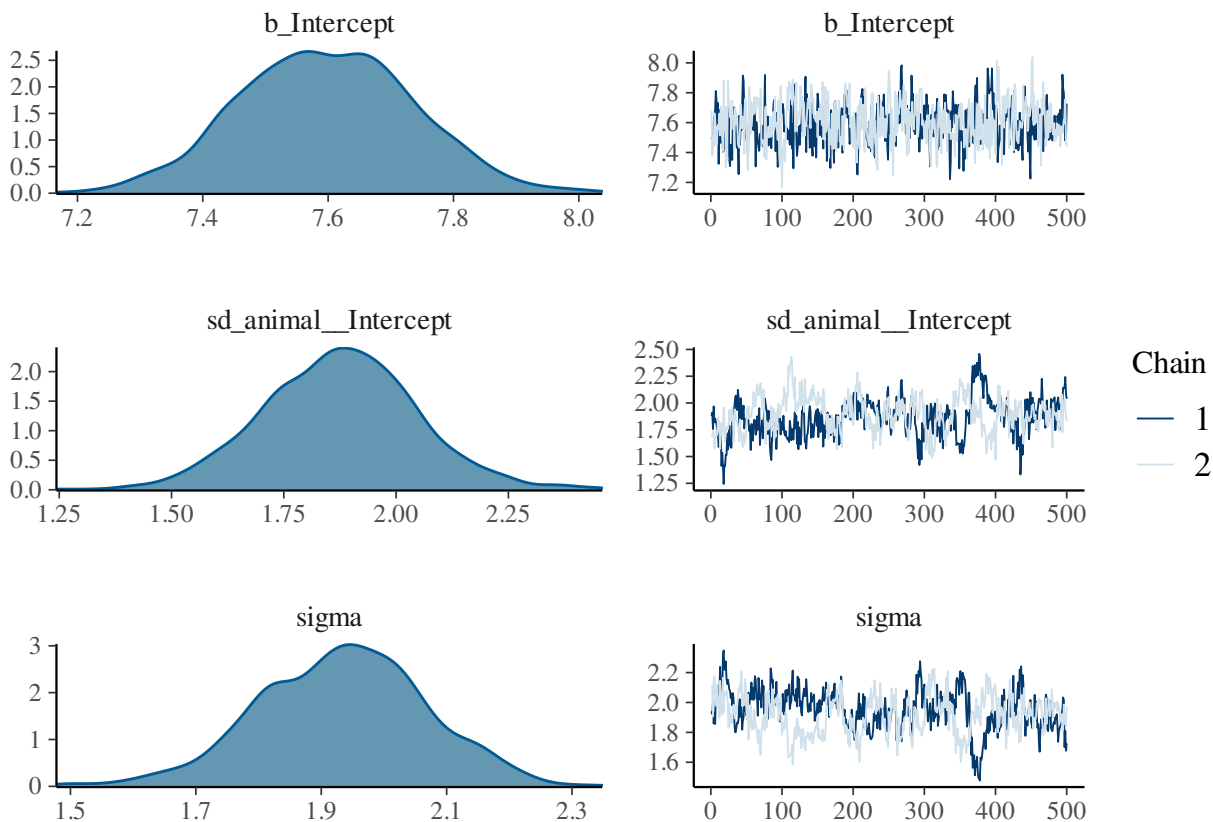 b_Intercept
2.5
2.0
1.5
1.0
0.5
0.0
7.2 7.4 7.6 7.8 8.0
b_Intercept
8.0
7.8
7.6
7.4
7.2
0 100 200 300 400 500
sd_animal__Intercept
2.0
1.5
1.0
0.5
0.0
1.25 1.50 1.75 2.00 2.25
sd_animal__Intercept
2.50
2.25
2.00
1.75
1.50
1.25
0 100 200 300 400 500
Chain
1
2
sigma
3
2
1
0
1.5 1.7 1.9 2.1 2.3
sigma
2.2
2.0
1.8
1.6
0 100 200 300 400 500